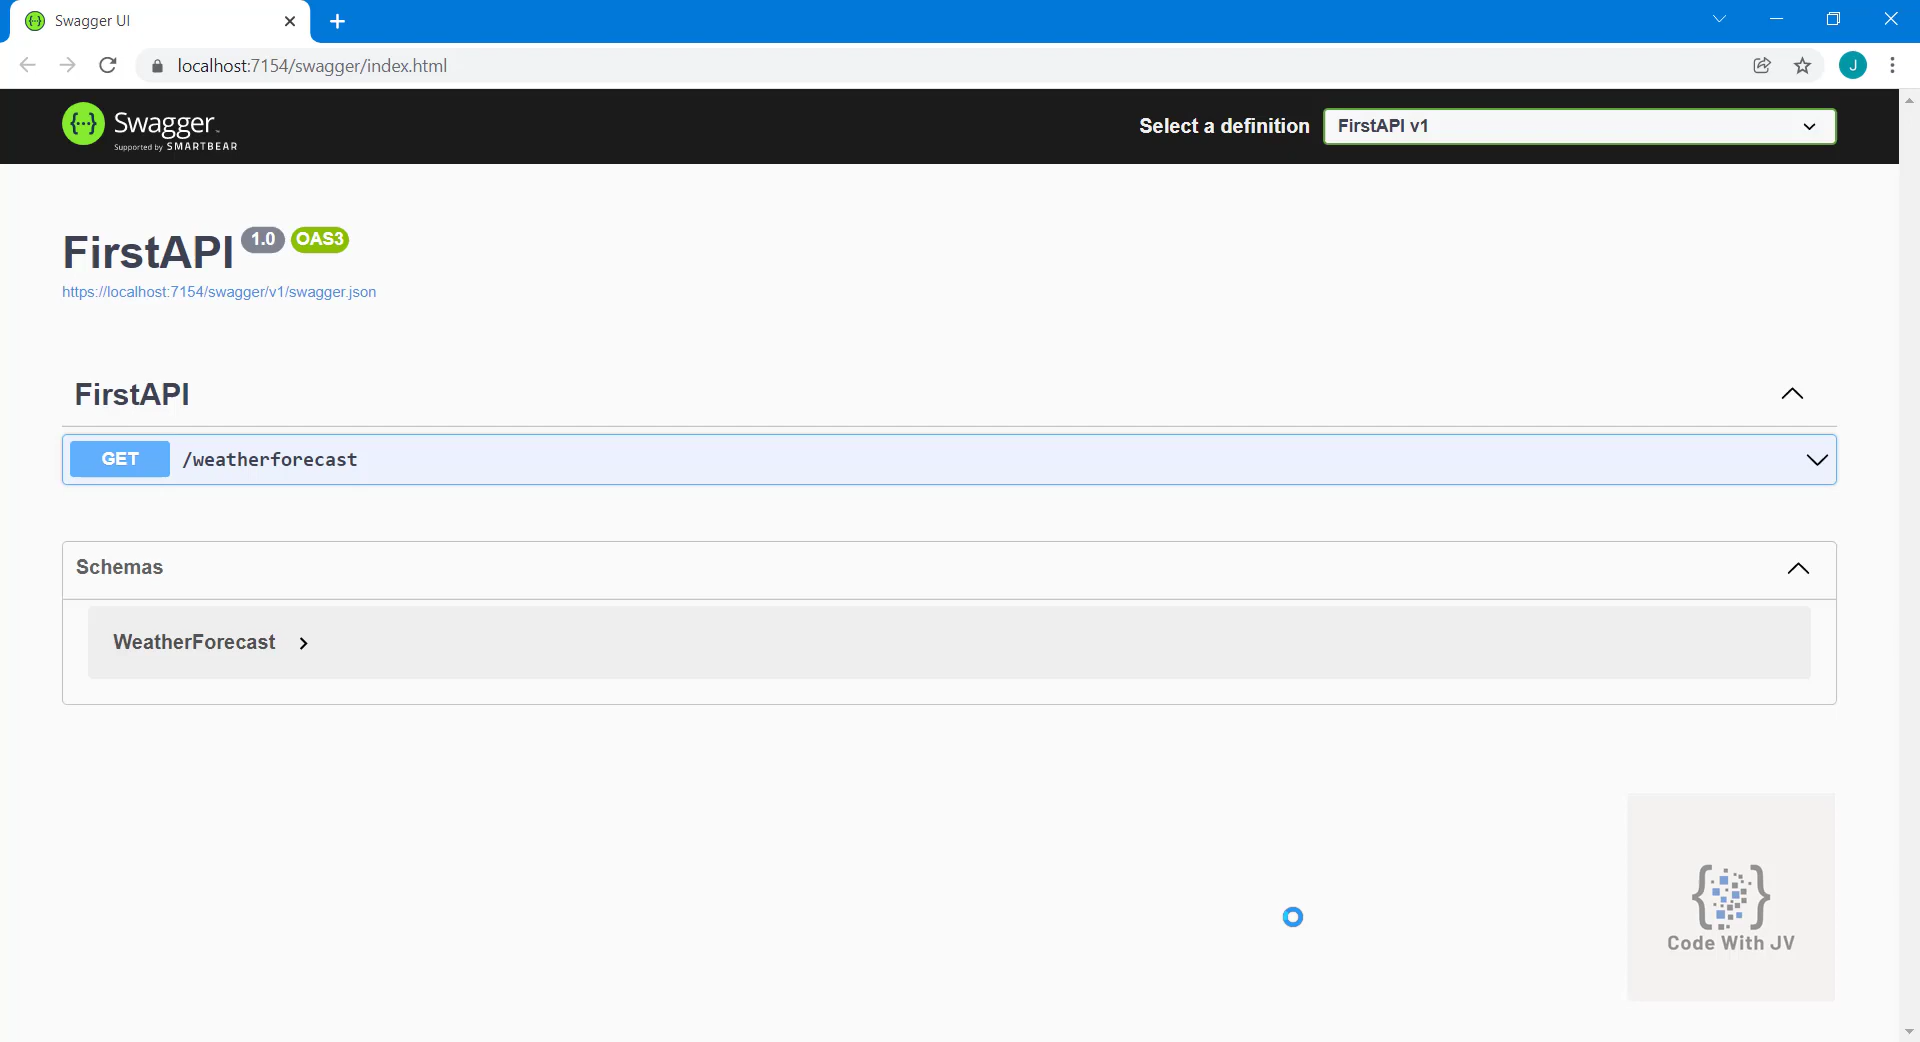 Swagger UI
localhost:7154/swagger/index.html
J
{···} Swagger
Supported by SMARTBEAR
Select a definition
FirstAPI v1
FirstAPI 1.0 OAS3
https://localhost:7154/swagger/v1/swagger.json
FirstAPI
GET /weatherforecast
Schemas
WeatherForecast
Code With JV